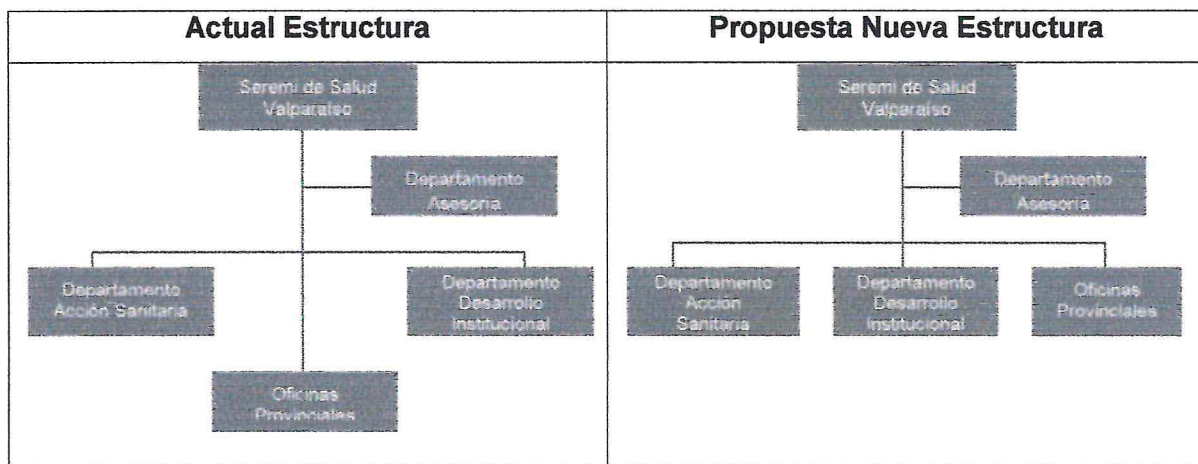 Actual Estructura
Propuesta Nueva Estructura
Seremi de Salud
Valparaíso
Departamento
Asesoría
Departamento
Acción Sanitaria
Departamento
Desarrollo
Institucional
Oficinas
Provinciales
Seremi de Salud
Valparaíso
Departamento
Asesoría
Departamento
Acción
Sanitaria
Departamento
Desarrollo
Institucional
Oficinas
Provinciales